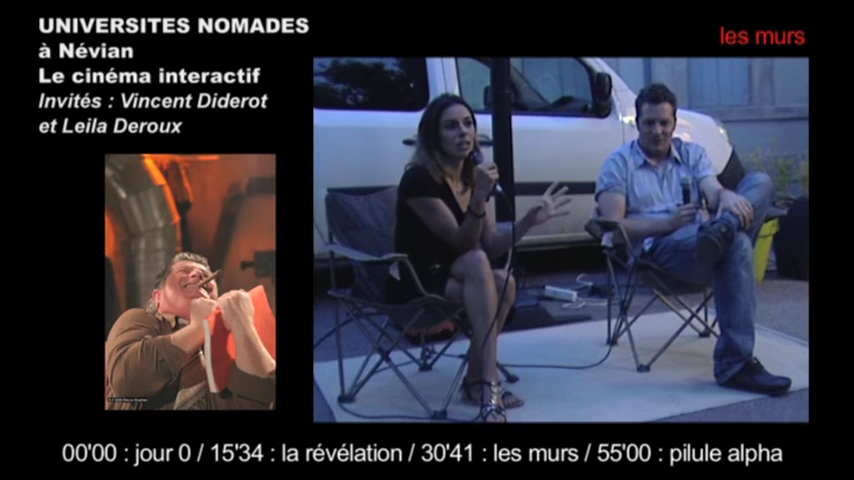 UNIVERSITES NOMADES
à Névian
Le cinéma interactif
Invités : Vincent Diderot
et Leila Deroux
les murs
00'00 : jour 0 / 15'34 : la révélation / 30'41 : les murs / 55'00 : pilule alpha